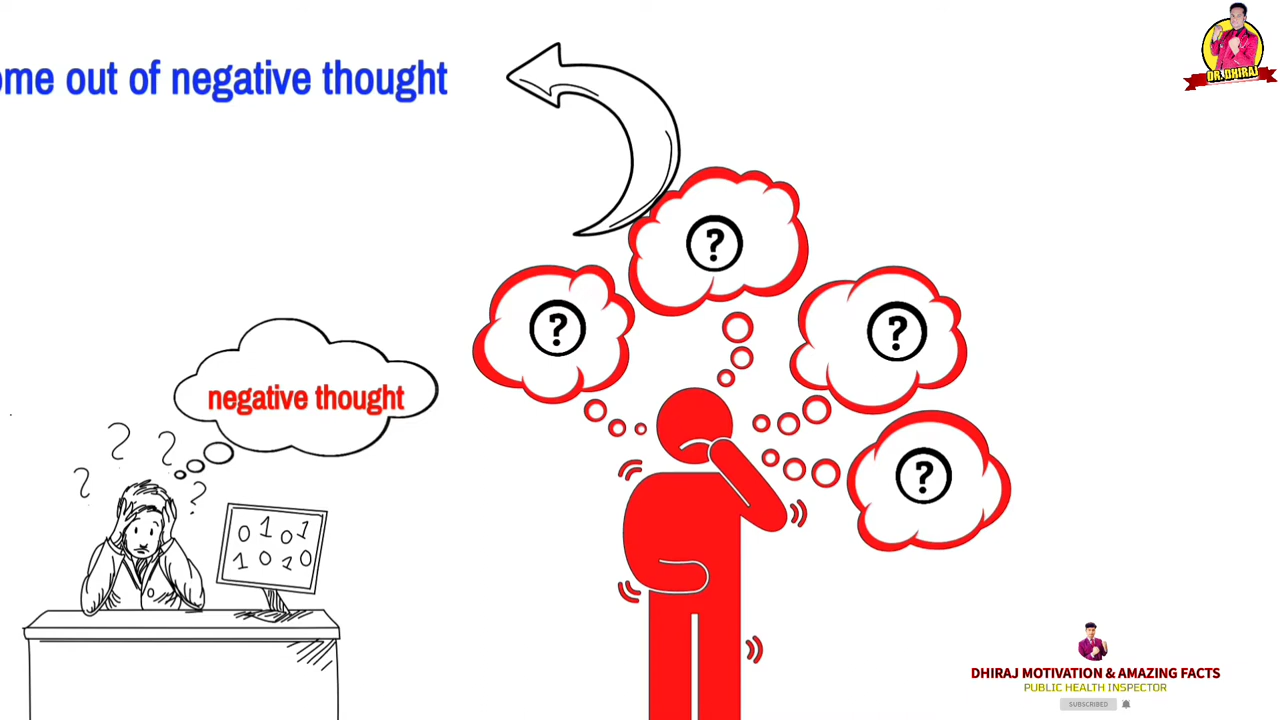 ome out of negative thought
DR. DHIRAJ
?
?
?
?
negative thought
? ? ? ?
0 1 0 1
1 0 1 0
DHIRAJ MOTIVATION & AMAZING FACTS
PUBLIC HEALTH INSPECTOR
SUBSCRIBED